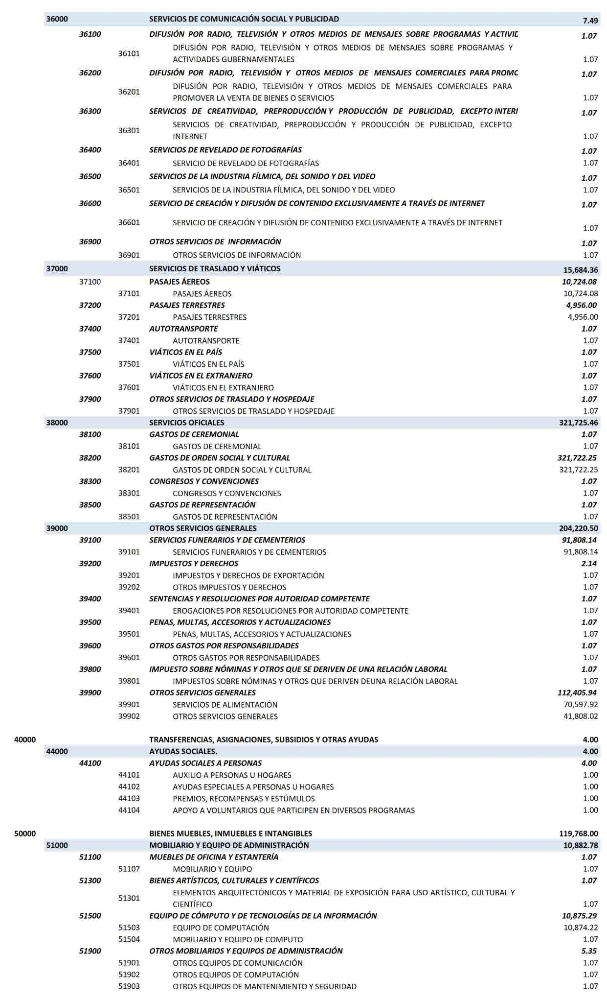 36000 SERVICIOS DE COMUNICACIÓN SOCIAL Y PUBLICIDAD 7.49
36100 DIFUSIÓN POR RADIO, TELEVISIÓN Y OTROS MEDIOS DE MENSAJES SOBRE PROGRAMAS Y ACTIVID 1.07
36101 DIFUSIÓN POR RADIO, TELEVISIÓN Y OTROS MEDIOS DE MENSAJES SOBRE PROGRAMAS Y
ACTIVIDADES GUBERNAMENTALES 1.07
36200 DIFUSIÓN POR RADIO, TELEVISIÓN Y OTROS MEDIOS DE MENSAJES COMERCIALES PARA PROMO 1.07
36201 DIFUSIÓN POR RADIO, TELEVISIÓN Y OTROS MEDIOS DE MENSAJES COMERCIALES PARA
PROMOVER LA VENTA DE BIENES O SERVICIOS 1.07
36300 SERVICIOS DE CREATIVIDAD, PREPRODUCCIÓN Y PRODUCCIÓN DE PUBLICIDAD, EXCEPTO INTERI 1.07
36301 SERVICIOS DE CREATIVIDAD, PREPRODUCCIÓN Y PRODUCCIÓN DE PUBLICIDAD, EXCEPTO
INTERNET 1.07
36400 SERVICIOS DE REVELADO DE FOTOGRAFÍAS 1.07
36401 SERVICIO DE REVELADO DE FOTOGRAFÍAS 1.07
36500 SERVICIOS DE LA INDUSTRIA FÍLMICA, DEL SONIDO Y DEL VIDEO 1.07
36501 SERVICIOS DE LA INDUSTRIA FÍLMICA, DEL SONIDO Y DEL VIDEO 1.07
36600 SERVICIO DE CREACIÓN Y DIFUSIÓN DE CONTENIDO EXCLUSIVAMENTE A TRAVÉS DE INTERNET 1.07
36601 SERVICIO DE CREACIÓN Y DIFUSIÓN DE CONTENIDO EXCLUSIVAMENTE A TRAVÉS DE INTERNET 1.07
36900 OTROS SERVICIOS DE INFORMACIÓN 1.07
36901 OTROS SERVICIOS DE INFORMACIÓN 1.07
37000 SERVICIOS DE TRASLADO Y VIÁTICOS 15,684.36
37100 PASAJES ÁEREOS 10,724.08
37101 PASAJES ÁEREOS 10,724.08
37200 PASAJES TERRESTRES 4,956.00
37201 PASAJES TERRESTRES 4,956.00
37400 AUTOTRANSPORTE 1.07
37401 AUTOTRANSPORTE 1.07
37500 VIÁTICOS EN EL PAÍS 1.07
37501 VIÁTICOS EN EL PAÍS 1.07
37600 VIÁTICOS EN EL EXTRANJERO 1.07
37601 VIÁTICOS EN EL EXTRANJERO 1.07
37900 OTROS SERVICIOS DE TRASLADO Y HOSPEDAJE 1.07
37901 OTROS SERVICIOS DE TRASLADO Y HOSPEDAJE 1.07
38000 SERVICIOS OFICIALES 321,725.46
38100 GASTOS DE CEREMONIAL 1.07
38101 GASTOS DE CEREMONIAL 1.07
38200 GASTOS DE ORDEN SOCIAL Y CULTURAL 321,722.25
38201 GASTOS DE ORDEN SOCIAL Y CULTURAL 321,722.25
38300 CONGRESOS Y CONVENCIONES 1.07
38301 CONGRESOS Y CONVENCIONES 1.07
38500 GASTOS DE REPRESENTACIÓN 1.07
38501 GASTOS DE REPRESENTACIÓN 1.07
39000 OTROS SERVICIOS GENERALES 204,220.50
39100 SERVICIOS FUNERARIOS Y DE CEMENTERIOS 91,808.14
39101 SERVICIOS FUNERARIOS Y DE CEMENTERIOS 91,808.14
39200 IMPUESTOS Y DERECHOS 2.14
39201 IMPUESTOS Y DERECHOS DE EXPORTACIÓN 1.07
39202 OTROS IMPUESTOS Y DERECHOS 1.07
39400 SENTENCIAS Y RESOLUCIONES POR AUTORIDAD COMPETENTE 1.07
39401 EROGACIONES POR RESOLUCIONES POR AUTORIDAD COMPETENTE 1.07
39500 PENAS, MULTAS, ACCESORIOS Y ACTUALIZACIONES 1.07
39501 PENAS, MULTAS, ACCESORIOS Y ACTUALIZACIONES 1.07
39600 OTROS GASTOS POR RESPONSABILIDADES 1.07
39601 OTROS GASTOS POR RESPONSABILIDADES 1.07
39800 IMPUESTO SOBRE NÓMINAS Y OTROS QUE SE DERIVEN DE UNA RELACIÓN LABORAL 1.07
39801 IMPUESTOS SOBRE NÓMINAS Y OTROS QUE DERIVEN DEUNA RELACIÓN LABORAL 1.07
39900 OTROS SERVICIOS GENERALES 112,405.94
39901 SERVICIOS DE ALIMENTACIÓN 70,597.92
39902 OTROS SERVICIOS GENERALES 41,808.02
40000 TRANSFERENCIAS, ASIGNACIONES, SUBSIDIOS Y OTRAS AYUDAS 4.00
44000 AYUDAS SOCIALES. 4.00
44100 AYUDAS SOCIALES A PERSONAS 4.00
44101 AUXILIO A PERSONAS U HOGARES 1.00
44102 AYUDAS ESPECIALES A PERSONAS U HOGARES 1.00
44103 PREMIOS, RECOMPENSAS Y ESTÚMULOS 1.00
44104 APOYO A VOLUNTARIOS QUE PARTICIPEN EN DIVERSOS PROGRAMAS 1.00
50000 BIENES MUEBLES, INMUEBLES E INTANGIBLES 119,768.00
51000 MOBILIARIO Y EQUIPO DE ADMINISTRACIÓN 10,882.78
51100 MUEBLES DE OFICINA Y ESTANTERÍA 1.07
51107 MOBILIARIO Y EQUIPO 1.07
51300 BIENES ARTÍSTICOS, CULTURALES Y CIENTÍFICOS 1.07
51301 ELEMENTOS ARQUITECTÓNICOS Y MATERIAL DE EXPOSICIÓN PARA USO ARTÍSTICO, CULTURAL Y
CIENTÍFICO 1.07
51500 EQUIPO DE CÓMPUTO Y DE TECNOLOGÍAS DE LA INFORMACIÓN 10,875.29
51503 EQUIPO DE COMPUTACIÓN 10,874.22
51504 MOBILIARIO Y EQUIPO DE COMPUTO 1.07
51900 OTROS MOBILIARIOS Y EQUIPOS DE ADMINISTRACIÓN 5.35
51901 OTROS EQUIPOS DE COMUNICACIÓN 1.07
51902 OTROS EQUIPOS DE COMPUTACIÓN 1.07
51903 OTROS EQUIPOS DE MANTENIMIENTO Y SEGURIDAD 1.07